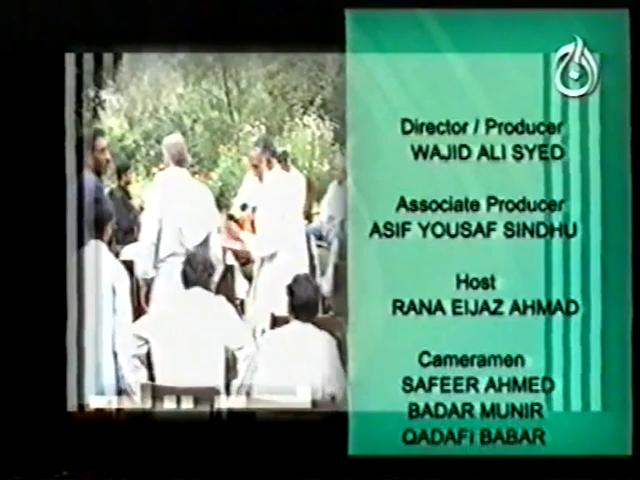 Director / Producer
WAJID ALI SYED
Associate Producer
ASIF YOUSAF SINDHU
Host
RANA EIJAZ AHMAD
Cameramen
SAFEER AHMED
BADAR MUNIR
QADAFI BABAR